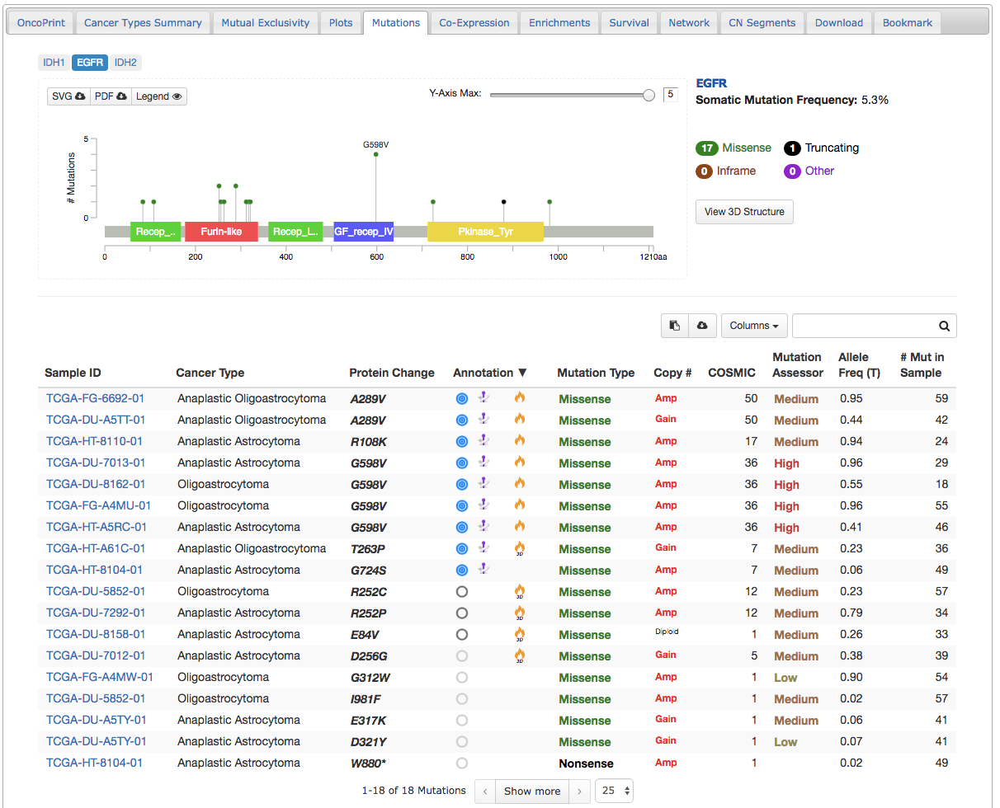 OncoPrint Cancer Types Summary Mutual Exclusivity Plots Mutations Co-Expression Enrichments Survival Network CN Segments Download Bookmark
IDH1 EGFR IDH2
SVG PDF Legend
Y-Axis Max: 5
EGFR
Somatic Mutation Frequency: 5.3%
17 Missense 1 Truncating
0 Inframe 0 Other
View 3D Structure
G598V
5
# Mutations
0
Recep_.. Furin-like Recep_L.. GF_recep_IV Pkinase_Tyr
0 200 400 600 800 1000 1210aa
Columns
Sample ID Cancer Type Protein Change Annotation ▼ Mutation Type Copy # COSMIC Mutation Assessor Allele Freq (T) # Mut in Sample
TCGA-FG-6692-01 Anaplastic Oligoastrocytoma A289V Missense Amp 50 Medium 0.95 59
TCGA-DU-A5TT-01 Anaplastic Oligoastrocytoma A289V Missense Gain 50 Medium 0.44 42
TCGA-HT-8110-01 Anaplastic Astrocytoma R108K Missense Amp 17 Medium 0.94 24
TCGA-DU-7013-01 Anaplastic Astrocytoma G598V Missense Amp 36 High 0.96 29
TCGA-DU-8162-01 Oligoastrocytoma G598V Missense Amp 36 High 0.55 18
TCGA-FG-A4MU-01 Oligoastrocytoma G598V Missense Amp 36 High 0.96 55
TCGA-HT-A5RC-01 Anaplastic Astrocytoma G598V Missense Amp 36 High 0.41 46
TCGA-HT-A61C-01 Anaplastic Oligoastrocytoma T263P 3D Missense Gain 7 Medium 0.23 36
TCGA-HT-8104-01 Anaplastic Astrocytoma G724S Missense Amp 7 Medium 0.06 49
TCGA-DU-5852-01 Oligoastrocytoma R252C 3D Missense Amp 12 Medium 0.23 57
TCGA-DU-7292-01 Anaplastic Astrocytoma R252P 3D Missense Amp 12 Medium 0.79 34
TCGA-DU-8158-01 Anaplastic Astrocytoma E84V 3D Missense Diploid 1 Medium 0.26 33
TCGA-DU-7012-01 Anaplastic Astrocytoma D256G 3D Missense Gain 5 Medium 0.38 39
TCGA-FG-A4MW-01 Oligoastrocytoma G312W Missense Amp 1 Low 0.90 54
TCGA-DU-5852-01 Oligoastrocytoma I981F Missense Amp 1 Medium 0.02 57
TCGA-DU-A5TY-01 Anaplastic Astrocytoma E317K Missense Gain 1 Medium 0.06 41
TCGA-DU-A5TY-01 Anaplastic Astrocytoma D321Y Missense Gain 1 Low 0.07 41
TCGA-HT-8104-01 Anaplastic Astrocytoma W880* Nonsense Amp 1 0.02 49
1-18 of 18 Mutations ‹ Show more › 25